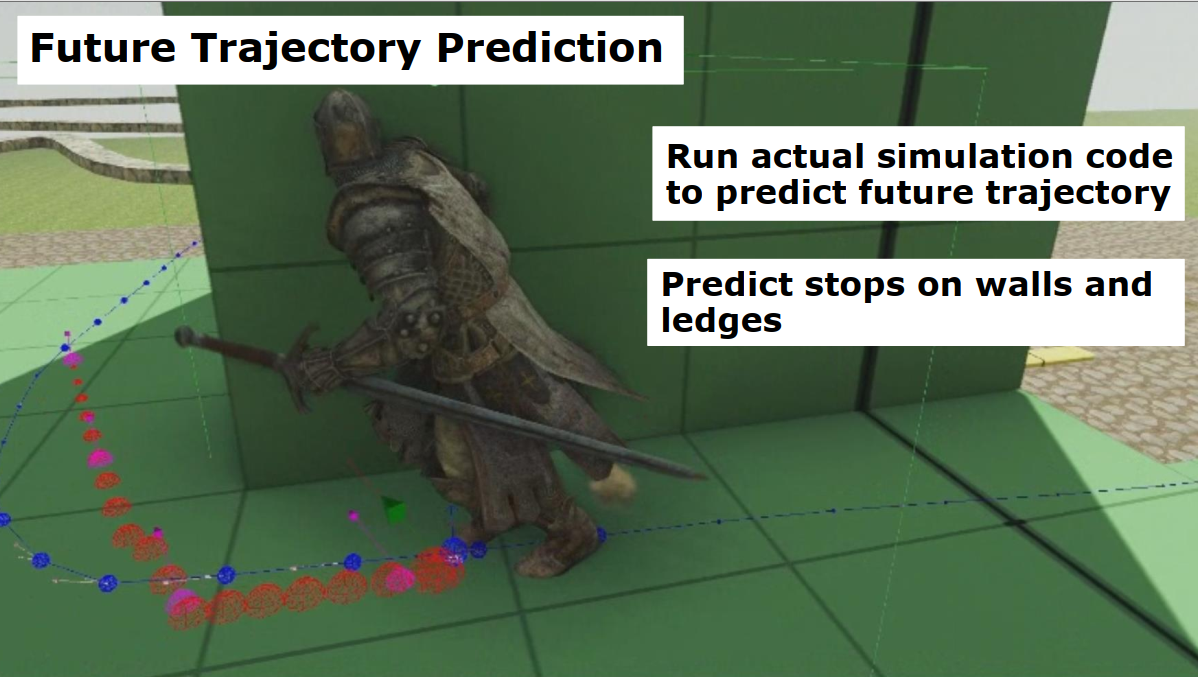 Future Trajectory Prediction
Run actual simulation code
to predict future trajectory
Predict stops on walls and
ledges